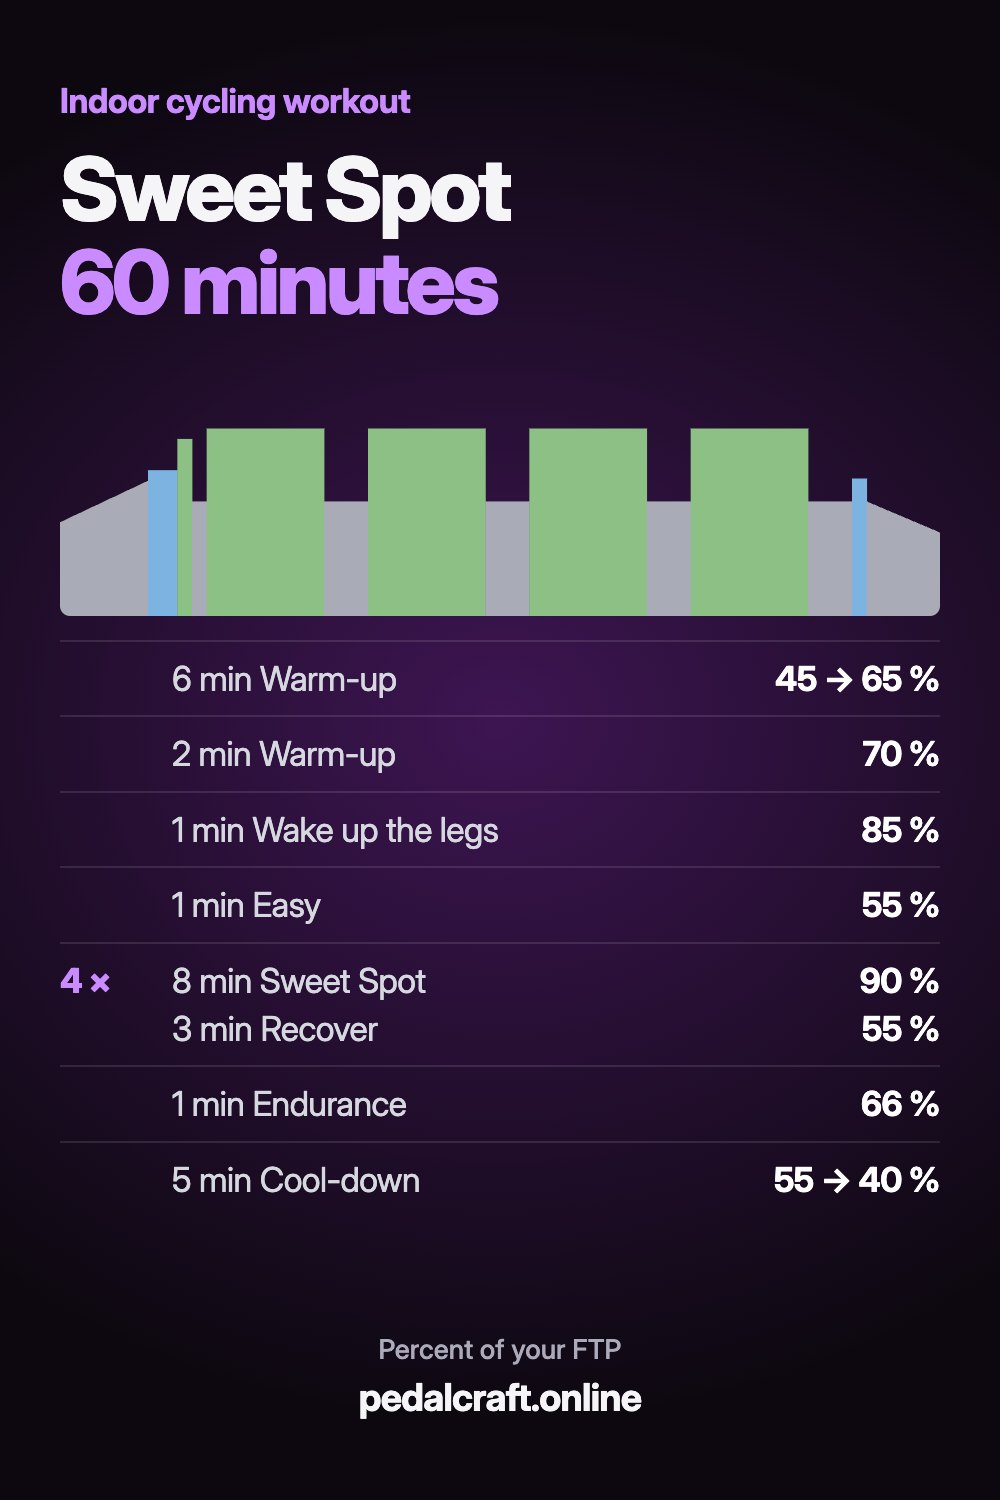 Indoor cycling workout
Sweet Spot
60 minutes
6 min Warm-up 45 → 65 %
2 min Warm-up 70 %
1 min Wake up the legs 85 %
1 min Easy 55 %
4 × 8 min Sweet Spot 90 %
3 min Recover 55 %
1 min Endurance 66 %
5 min Cool-down 55 → 40 %
Percent of your FTP
pedalcraft.online